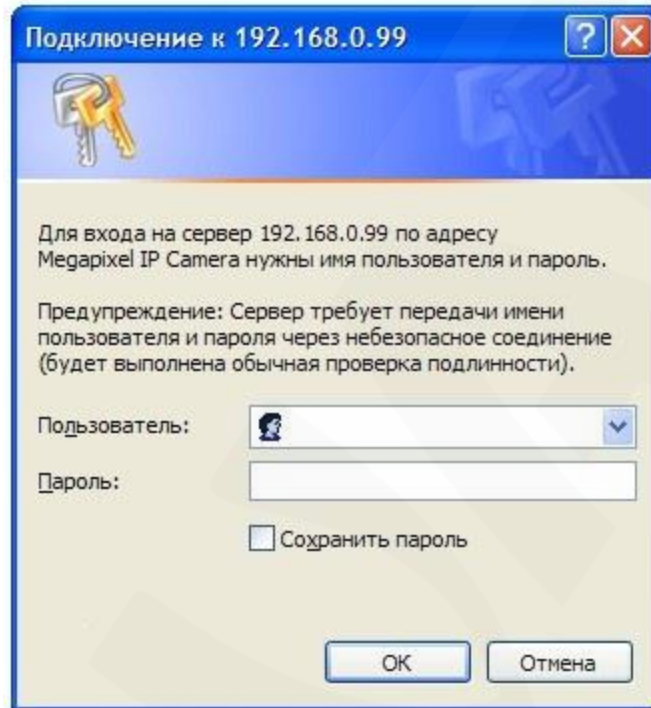 Подключение к 192.168.0.99
Для входа на сервер 192.168.0.99 по адресу
Megapixel IP Camera нужны имя пользователя и пароль.
Предупреждение: Сервер требует передачи имени
пользователя и пароля через небезопасное соединение
(будет выполнена обычная проверка подлинности).
Пользователь:
Пароль:
Сохранить пароль
ОК
Отмена